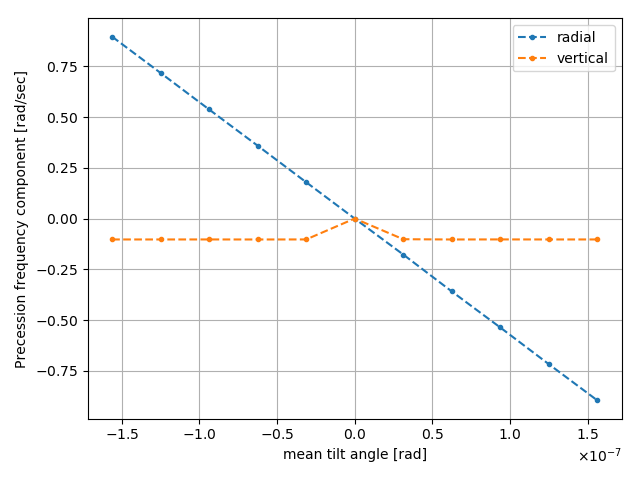 radial
vertical
Precession frequency component [rad/sec]
0.75
0.50
0.25
0.00
−0.25
−0.50
−0.75
−1.5 −1.0 −0.5 0.0 0.5 1.0 1.5
mean tilt angle [rad]
×10⁻⁷